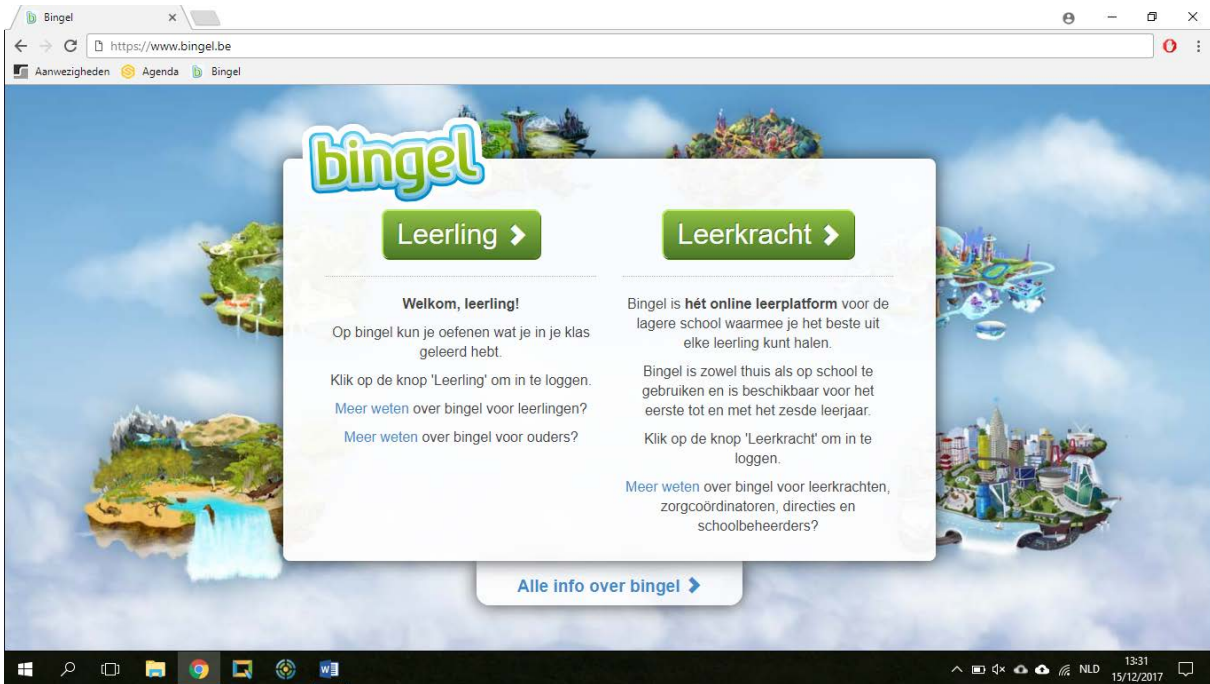 Bingel
https://www.bingel.be
Aanwezigheden Agenda Bingel
bingel
Leerling
Welkom, leerling!
Op bingel kun je oefenen wat je in je klas
geleerd hebt.
Klik op de knop 'Leerling' om in te loggen.
Meer weten over bingel voor leerlingen?
Meer weten over bingel voor ouders?
Leerkracht
Bingel is hét online leerplatform voor de
lagere school waarmee je het beste uit
elke leerling kunt halen.
Bingel is zowel thuis als op school te
gebruiken en is beschikbaar voor het
eerste tot en met het zesde leerjaar.
Klik op de knop 'Leerkracht' om in te
loggen.
Meer weten over bingel voor leerkrachten,
zorgcoördinatoren, directies en
schoolbeheerders?
Alle info over bingel
NLD
13:31
15/12/2017